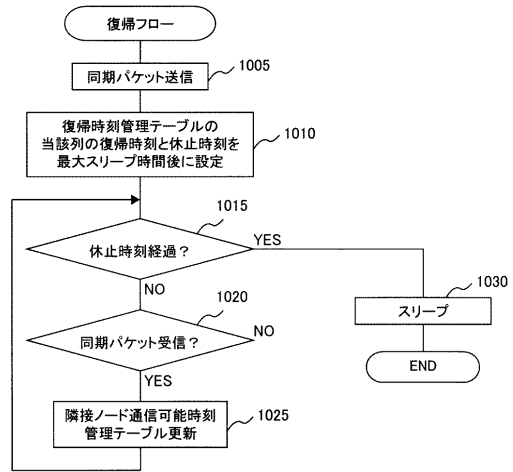 復帰フロー
同期パケット送信
1005
復帰時刻管理テーブルの
当該列の復帰時刻と休止時刻を
最大スリープ時間後に設定
1010
休止時刻経過?
1015
YES
NO
同期パケット受信?
1020
NO
YES
隣接ノード通信可能時刻
管理テーブル更新
1025
スリープ
1030
END